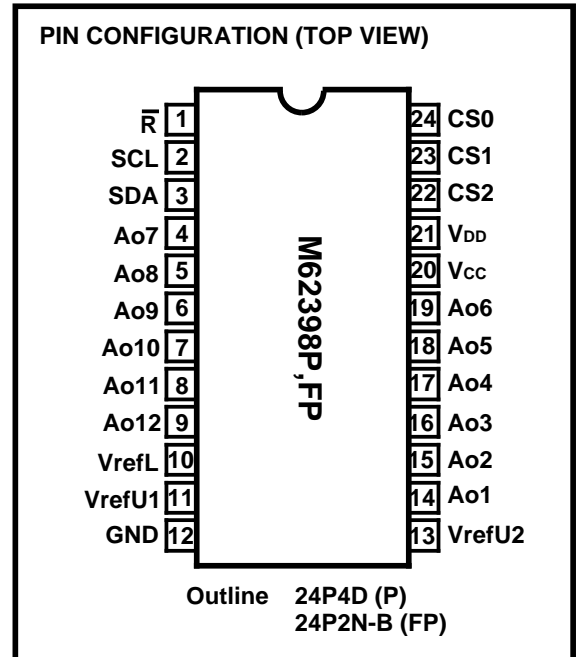 PIN CONFIGURATION (TOP VIEW)
R̅ 1 24 CS0
SCL 2 23 CS1
SDA 3 22 CS2
Ao7 4 21 VDD
Ao8 5 20 Vcc
Ao9 6 19 Ao6
Ao10 7 18 Ao5
Ao11 8 17 Ao4
Ao12 9 16 Ao3
VrefL 10 15 Ao2
VrefU1 11 14 Ao1
GND 12 13 VrefU2
M62398P,FP
Outline 24P4D (P)
24P2N-B (FP)